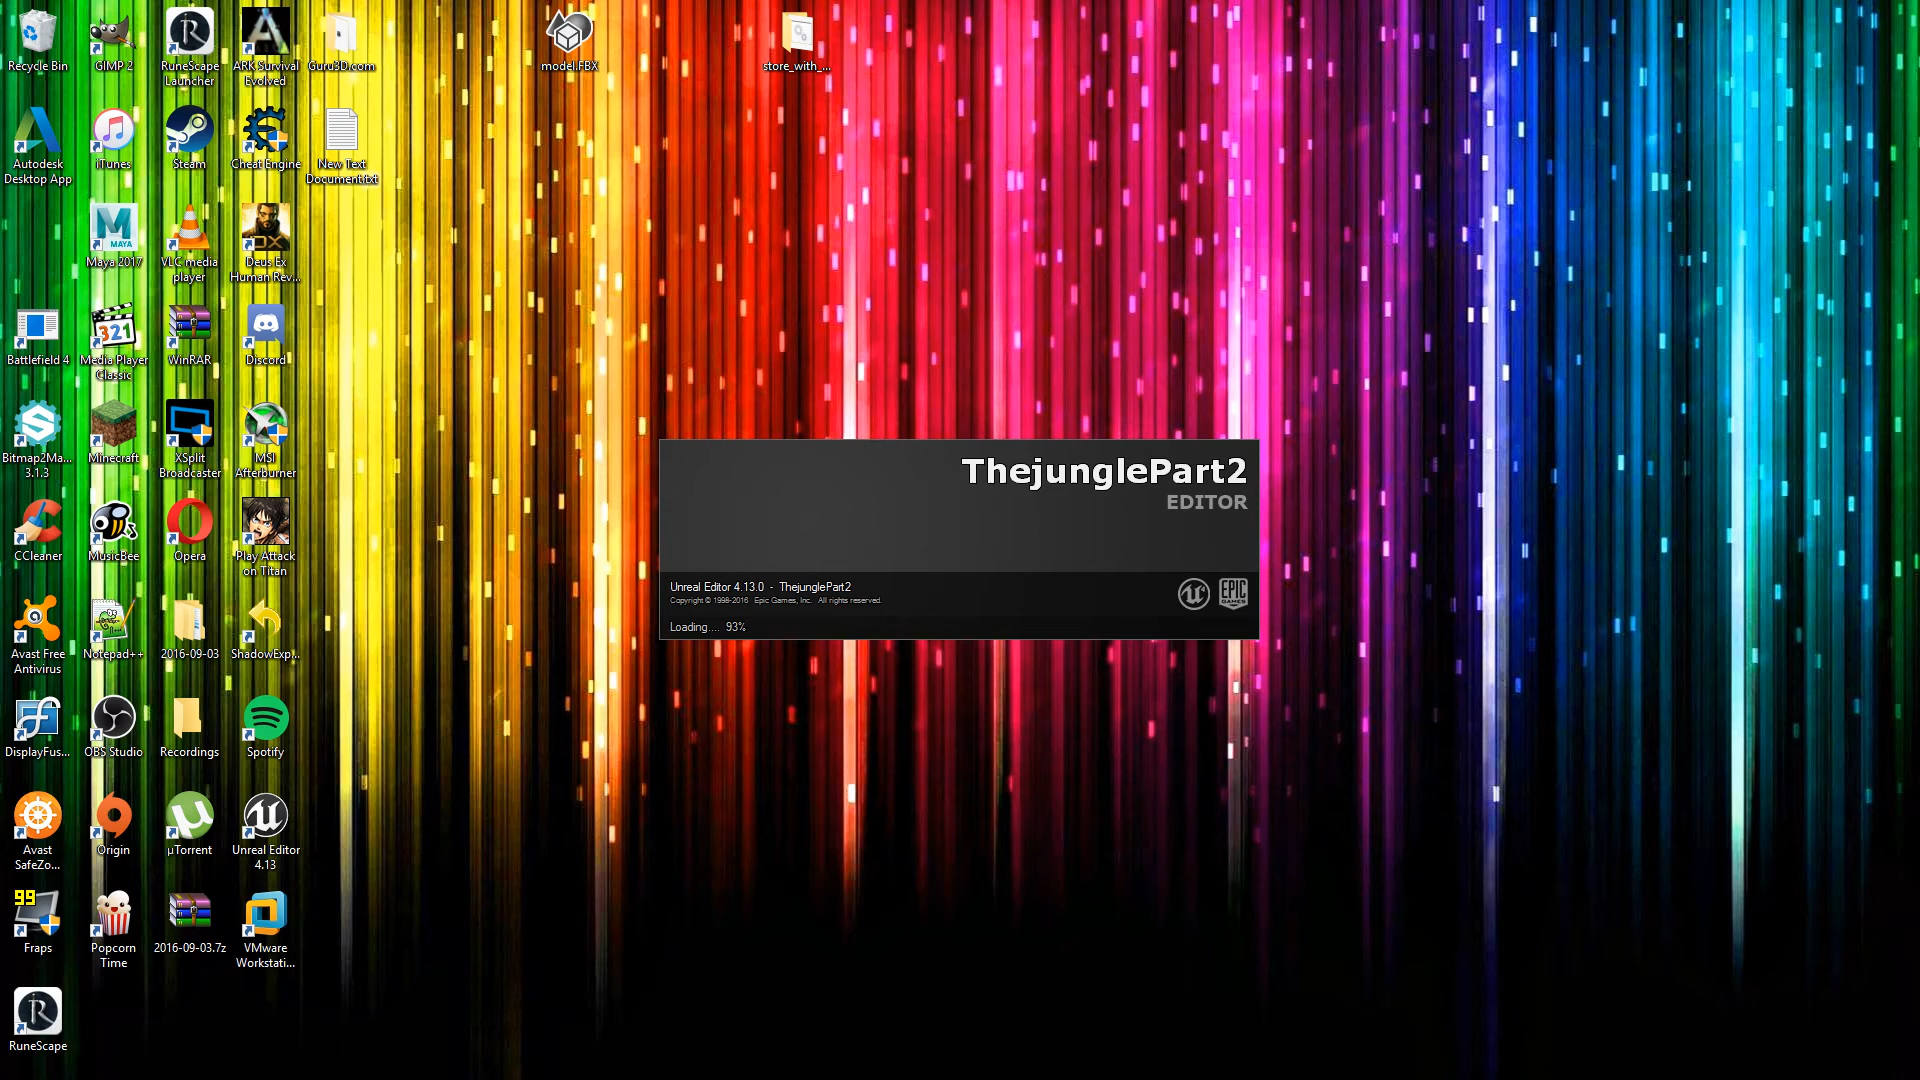 Recycle Bin
GIMP 2
RuneScape
Launcher
ARK Survival
Evolved
Guru3D.com
model.FBX
store_with_...
Autodesk
Desktop App
iTunes
Steam
Cheat Engine
New Text
Document.txt
MAYA
Maya 2017
VLC media
player
DX
Deus Ex
Human Rev...
Battlefield 4
321
Media Player
Classic
WinRAR
Discord
Bitmap2Ma...
3.1.3
Minecraft
XSplit
Broadcaster
MSI
Afterburner
ThejunglePart2
EDITOR
CCleaner
MusicBee
Opera
Play Attack
on Titan
Unreal Editor 4.13.0 - ThejunglePart2
Copyright © 1998-2016 Epic Games, Inc. All rights reserved.
EPIC
GAMES
Loading.... 93%
Avast Free
Antivirus
Notepad++
2016-09-03
ShadowExp...
DisplayFus...
OBS Studio
Recordings
Spotify
Avast
SafeZo...
Origin
µTorrent
Unreal Editor
4.13
99
Fraps
Popcorn
Time
2016-09-03.7z
VMware
Workstati...
RuneScape